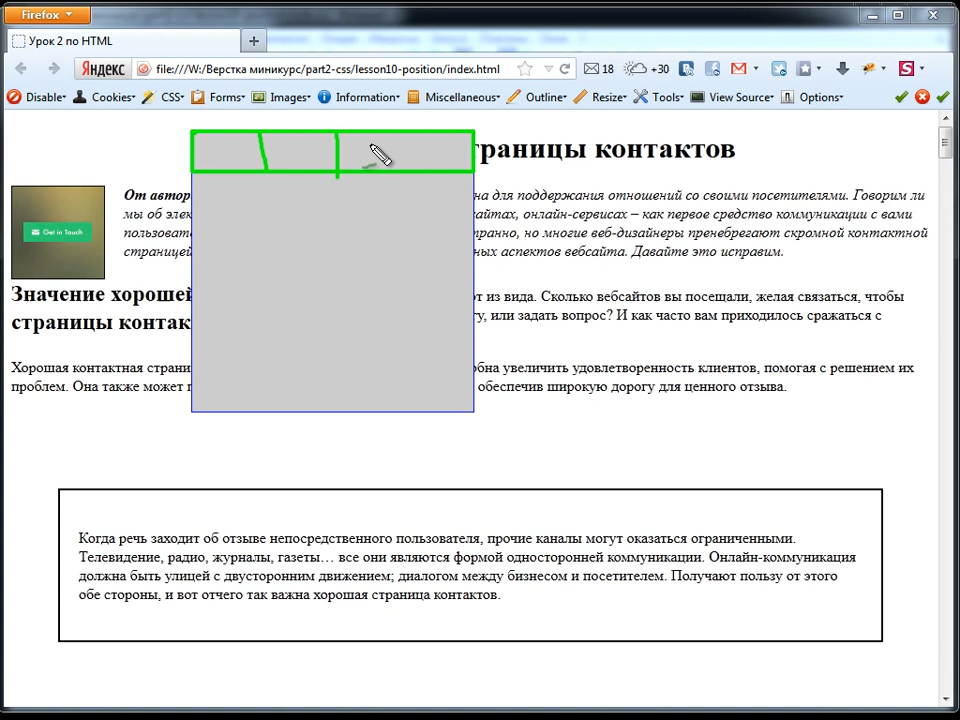 Firefox
Урок 2 по HTML
Яндекс file:///W:/Верстка миникурс/part2-css/lesson10-position/index.html 18 +30
Disable Cookies CSS Forms Images Information Miscellaneous Outline Resize Tools View Source Options
траницы контактов
Get in Touch
От автор на для поддержания отношений со своими посетителями. Говорим ли
мы об элек сайтах, онлайн-сервисах – как первое средство коммуникации с вами
пользоват транно, но многие веб-дизайнеры пренебрегают скромной контактной
страницей ных аспектов вебсайта. Давайте это исправим.
Значение хорошей т из вида. Сколько вебсайтов вы посещали, желая связаться, чтобы
страницы контак гу, или задать вопрос? И как часто вам приходилось сражаться с
Хорошая контактная страни обна увеличить удовлетворенность клиентов, помогая с решением их
проблем. Она также может п обеспечив широкую дорогу для ценного отзыва.
Когда речь заходит об отзыве непосредственного пользователя, прочие каналы могут оказаться ограниченными.
Телевидение, радио, журналы, газеты… все они являются формой односторонней коммуникации. Онлайн-коммуникация
должна быть улицей с двусторонним движением; диалогом между бизнесом и посетителем. Получают пользу от этого
обе стороны, и вот отчего так важна хорошая страница контактов.